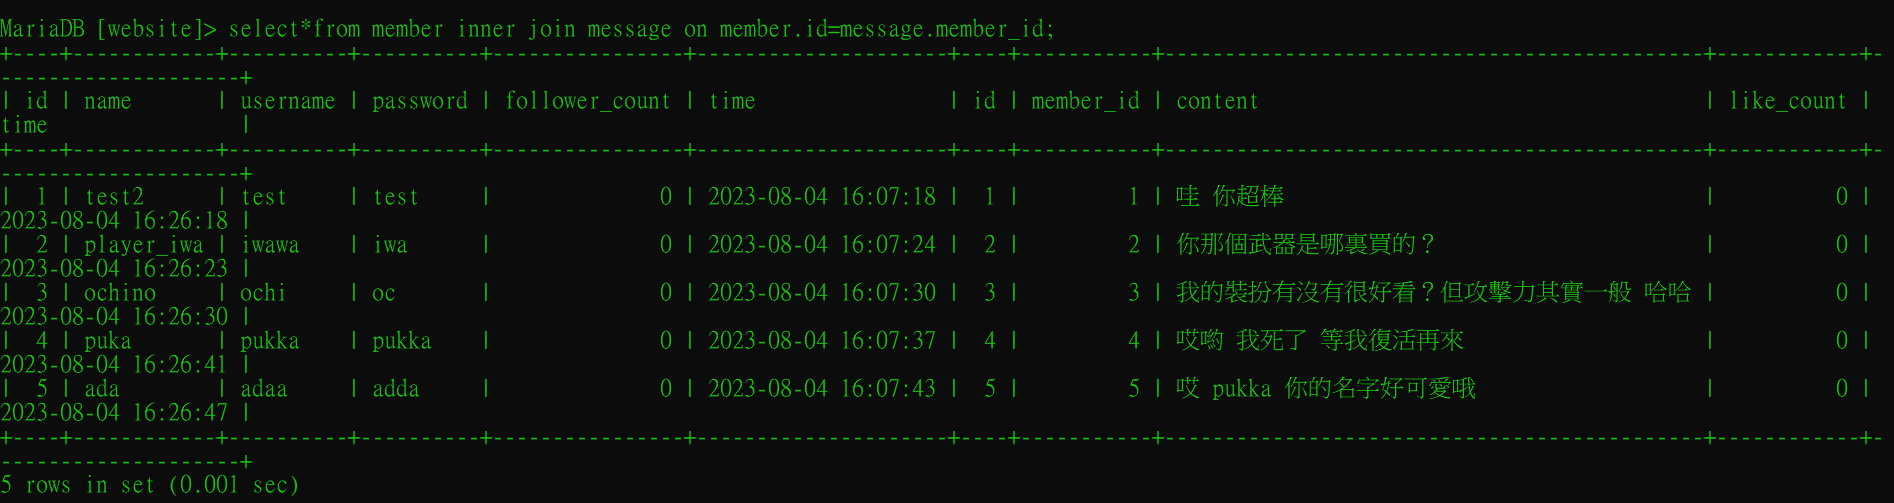 MariaDB [website]> select*from member inner join message on member.id=message.member_id;
+----+------------+----------+----------+----------------+---------------------+----+-----------+---------------------------------------------+------------+-
--------------------+
| id | name       | username | password | follower_count | time                | id | member_id | content                                     | like_count |
time                |
+----+------------+----------+----------+----------------+---------------------+----+-----------+---------------------------------------------+------------+-
--------------------+
|  1 | test2      | test     | test     |              0 | 2023-08-04 16:07:18 |  1 |         1 | 哇 你超棒                                   |          0 |
2023-08-04 16:26:18 |
|  2 | player_iwa | iwawa    | iwa      |              0 | 2023-08-04 16:07:24 |  2 |         2 | 你那個武器是哪裏買的？                      |          0 |
2023-08-04 16:26:23 |
|  3 | ochino     | ochi     | oc       |              0 | 2023-08-04 16:07:30 |  3 |         3 | 我的裝扮有沒有很好看？但攻擊力其實一般 哈哈 |          0 |
2023-08-04 16:26:30 |
|  4 | puka       | pukka    | pukka    |              0 | 2023-08-04 16:07:37 |  4 |         4 | 哎喲 我死了 等我復活再來                    |          0 |
2023-08-04 16:26:41 |
|  5 | ada        | adaa     | adda     |              0 | 2023-08-04 16:07:43 |  5 |         5 | 哎 pukka 你的名字好可愛哦                   |          0 |
2023-08-04 16:26:47 |
+----+------------+----------+----------+----------------+---------------------+----+-----------+---------------------------------------------+------------+-
--------------------+
5 rows in set (0.001 sec)